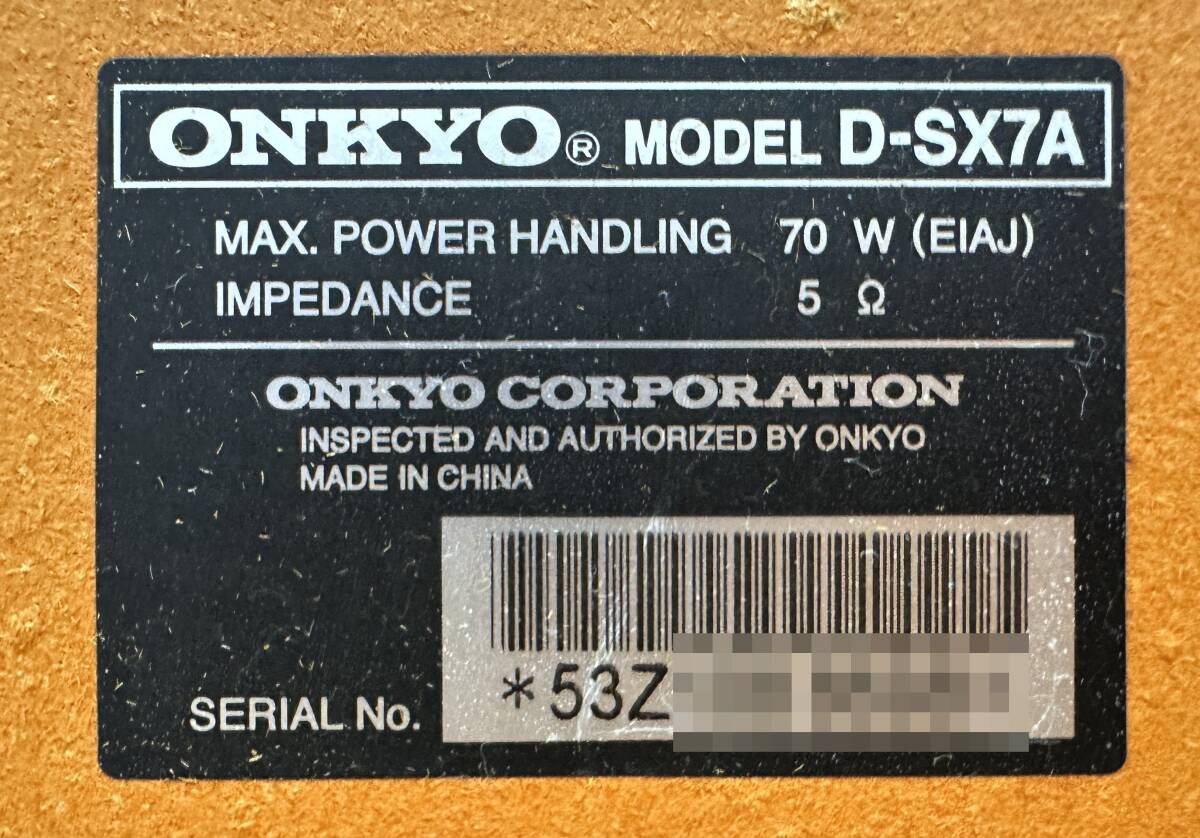 ONKYO® MODEL D-SX7A
MAX. POWER HANDLING 70 W (EIAJ)
IMPEDANCE 5 Ω
ONKYO CORPORATION
INSPECTED AND AUTHORIZED BY ONKYO
MADE IN CHINA
SERIAL No. *53Z